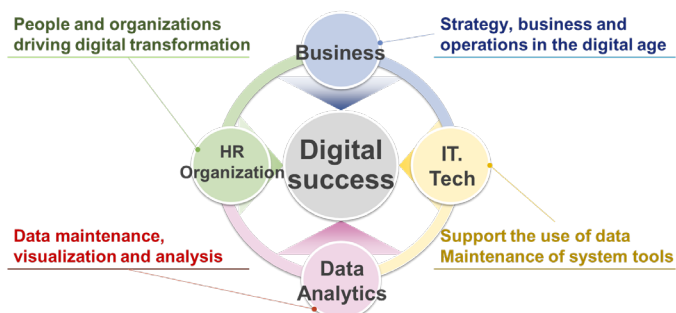 People and organizations
driving digital transformation
Strategy, business and
operations in the digital age
Business
HR
Organization
Digital
success
IT.
Tech
Data maintenance,
visualization and analysis
Support the use of data
Maintenance of system tools
Data
Analytics